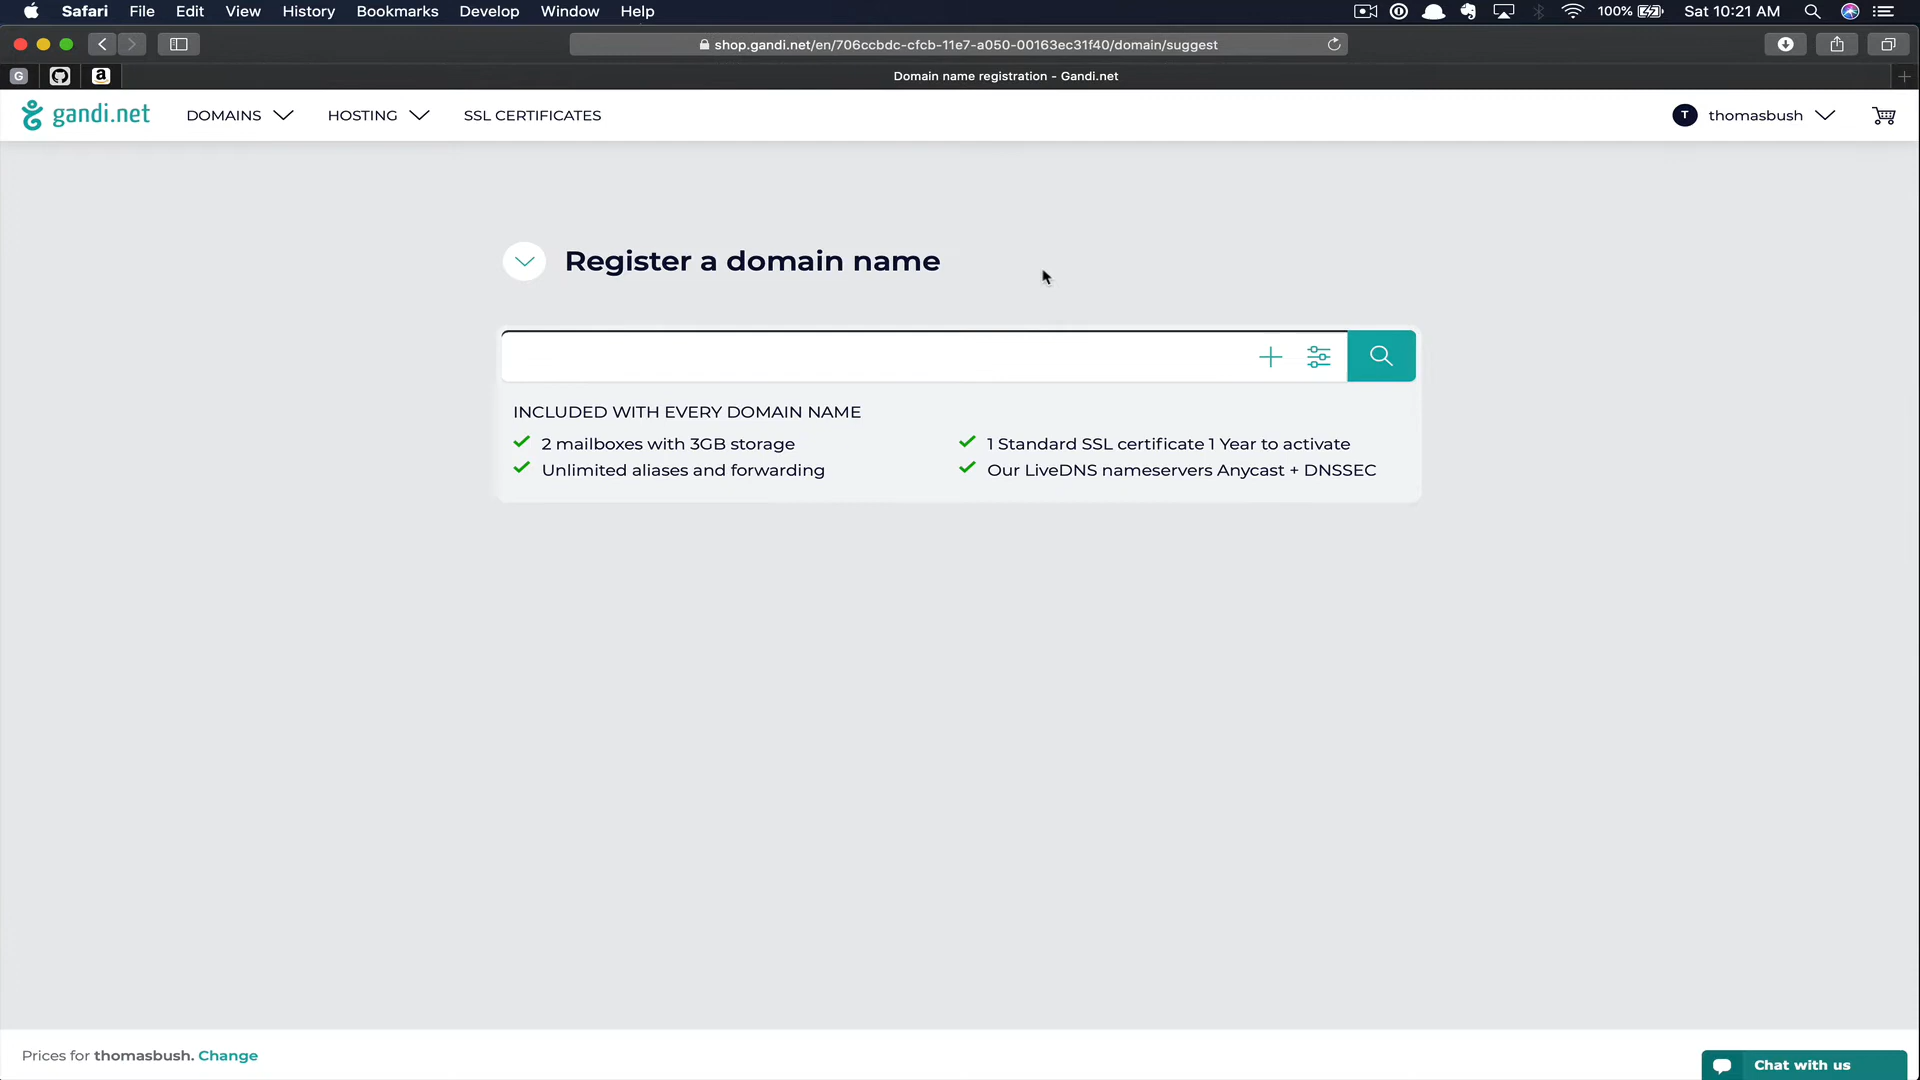 Safari File Edit View History Bookmarks Develop Window Help 100% Sat 10:21 AM
shop.gandi.net/en/706ccbdc-cfcb-11e7-a050-00163ec31f40/domain/suggest
G a Domain name registration - Gandi.net
gandi.net DOMAINS HOSTING SSL CERTIFICATES T thomasbush
Register a domain name
INCLUDED WITH EVERY DOMAIN NAME
2 mailboxes with 3GB storage 1 Standard SSL certificate 1 Year to activate
Unlimited aliases and forwarding Our LiveDNS nameservers Anycast + DNSSEC
Prices for thomasbush. Change
Chat with us